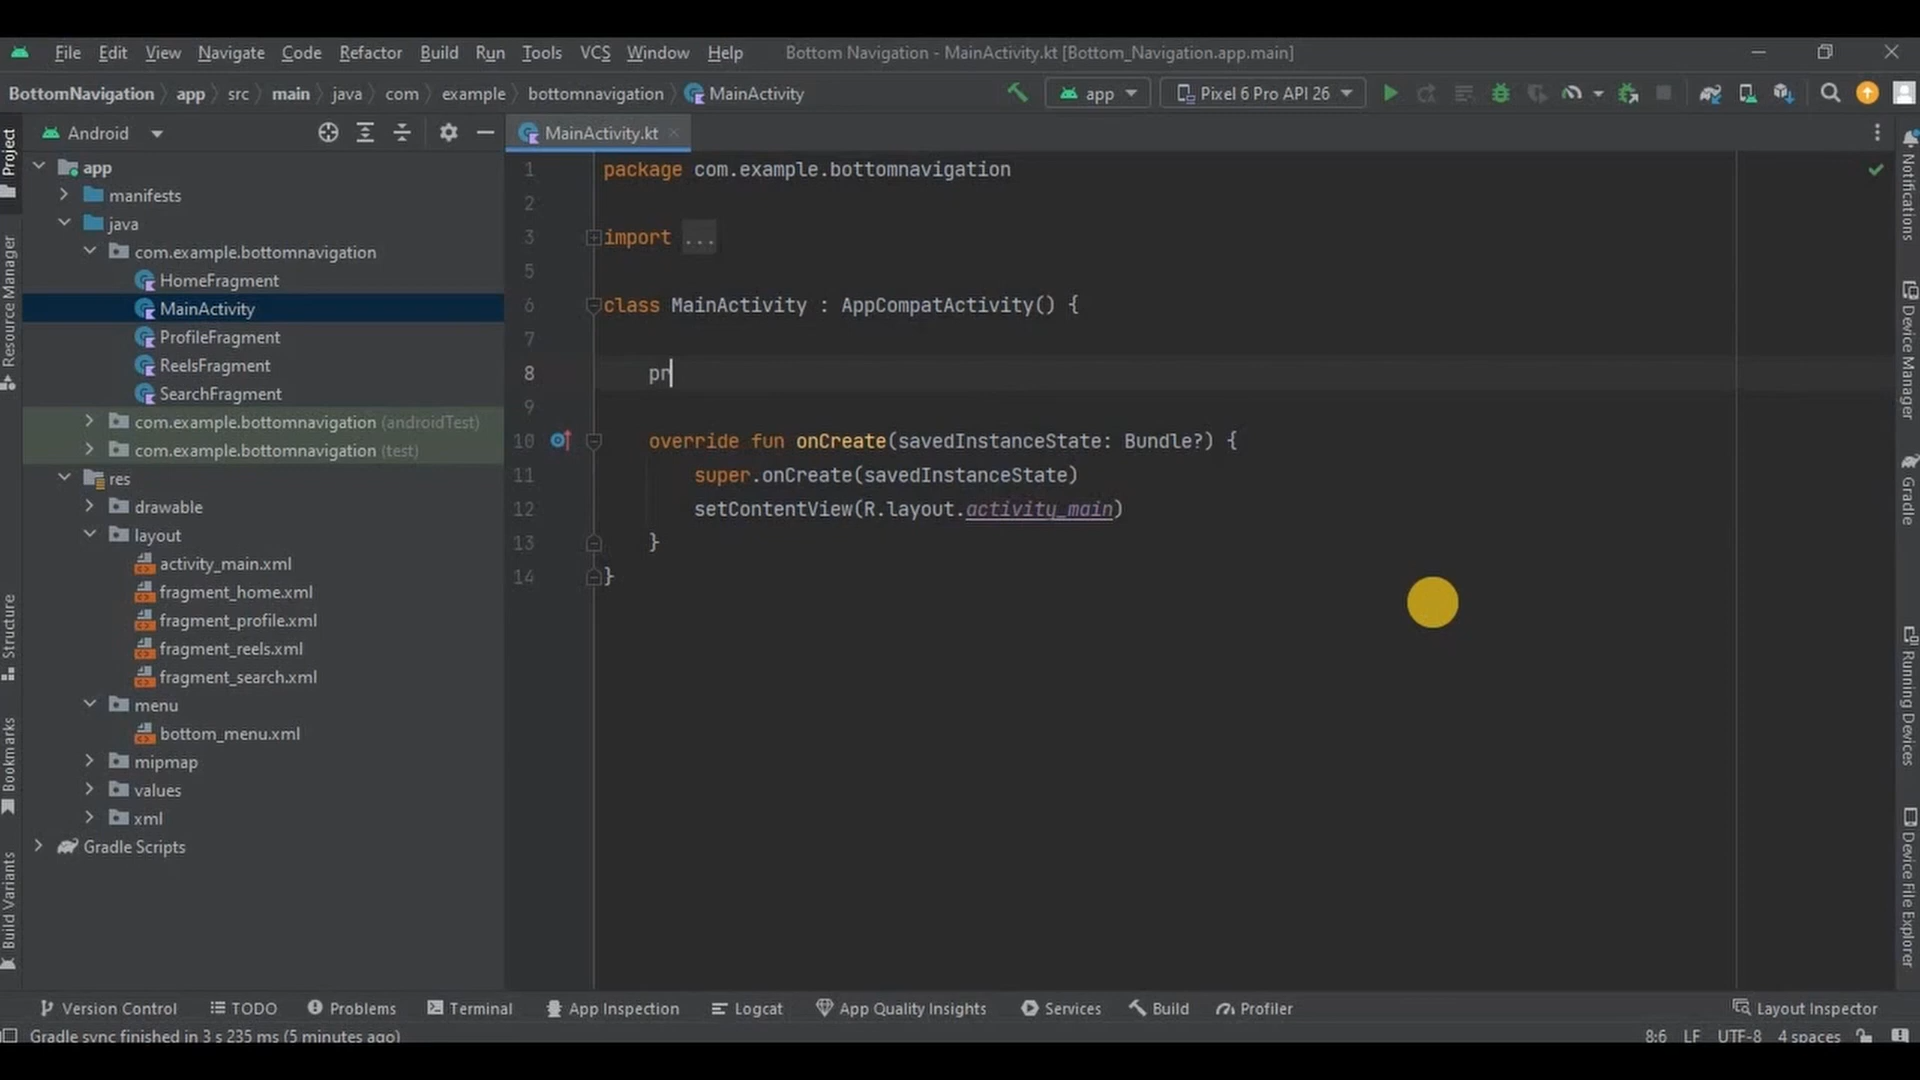 File Edit View Navigate Code Refactor Build Run Tools VCS Window Help Bottom Navigation - MainActivity.kt [Bottom_Navigation.app.main]
BottomNavigation app src main java com example bottomnavigation MainActivity app Pixel 6 Pro API 26
Android MainActivity.kt
Project
Resource Manager
Structure
Bookmarks
Build Variants
app
manifests
java
com.example.bottomnavigation
HomeFragment
MainActivity
ProfileFragment
ReelsFragment
SearchFragment
com.example.bottomnavigation (androidTest)
com.example.bottomnavigation (test)
res
drawable
layout
activity_main.xml
fragment_home.xml
fragment_profile.xml
fragment_reels.xml
fragment_search.xml
menu
bottom_menu.xml
mipmap
values
xml
Gradle Scripts
1 package com.example.bottomnavigation
2
3 import ...
5
6 class MainActivity : AppCompatActivity() {
7
8 pr
9
10 override fun onCreate(savedInstanceState: Bundle?) {
11 super.onCreate(savedInstanceState)
12 setContentView(R.layout.activity_main)
13 }
14 }
Notifications
Device Manager
Gradle
Running Devices
Device File Explorer
Version Control TODO Problems Terminal App Inspection Logcat App Quality Insights Services Build Profiler Layout Inspector
Gradle sync finished in 3 s 235 ms (5 minutes ago) 8:6 LF UTF-8 4 spaces